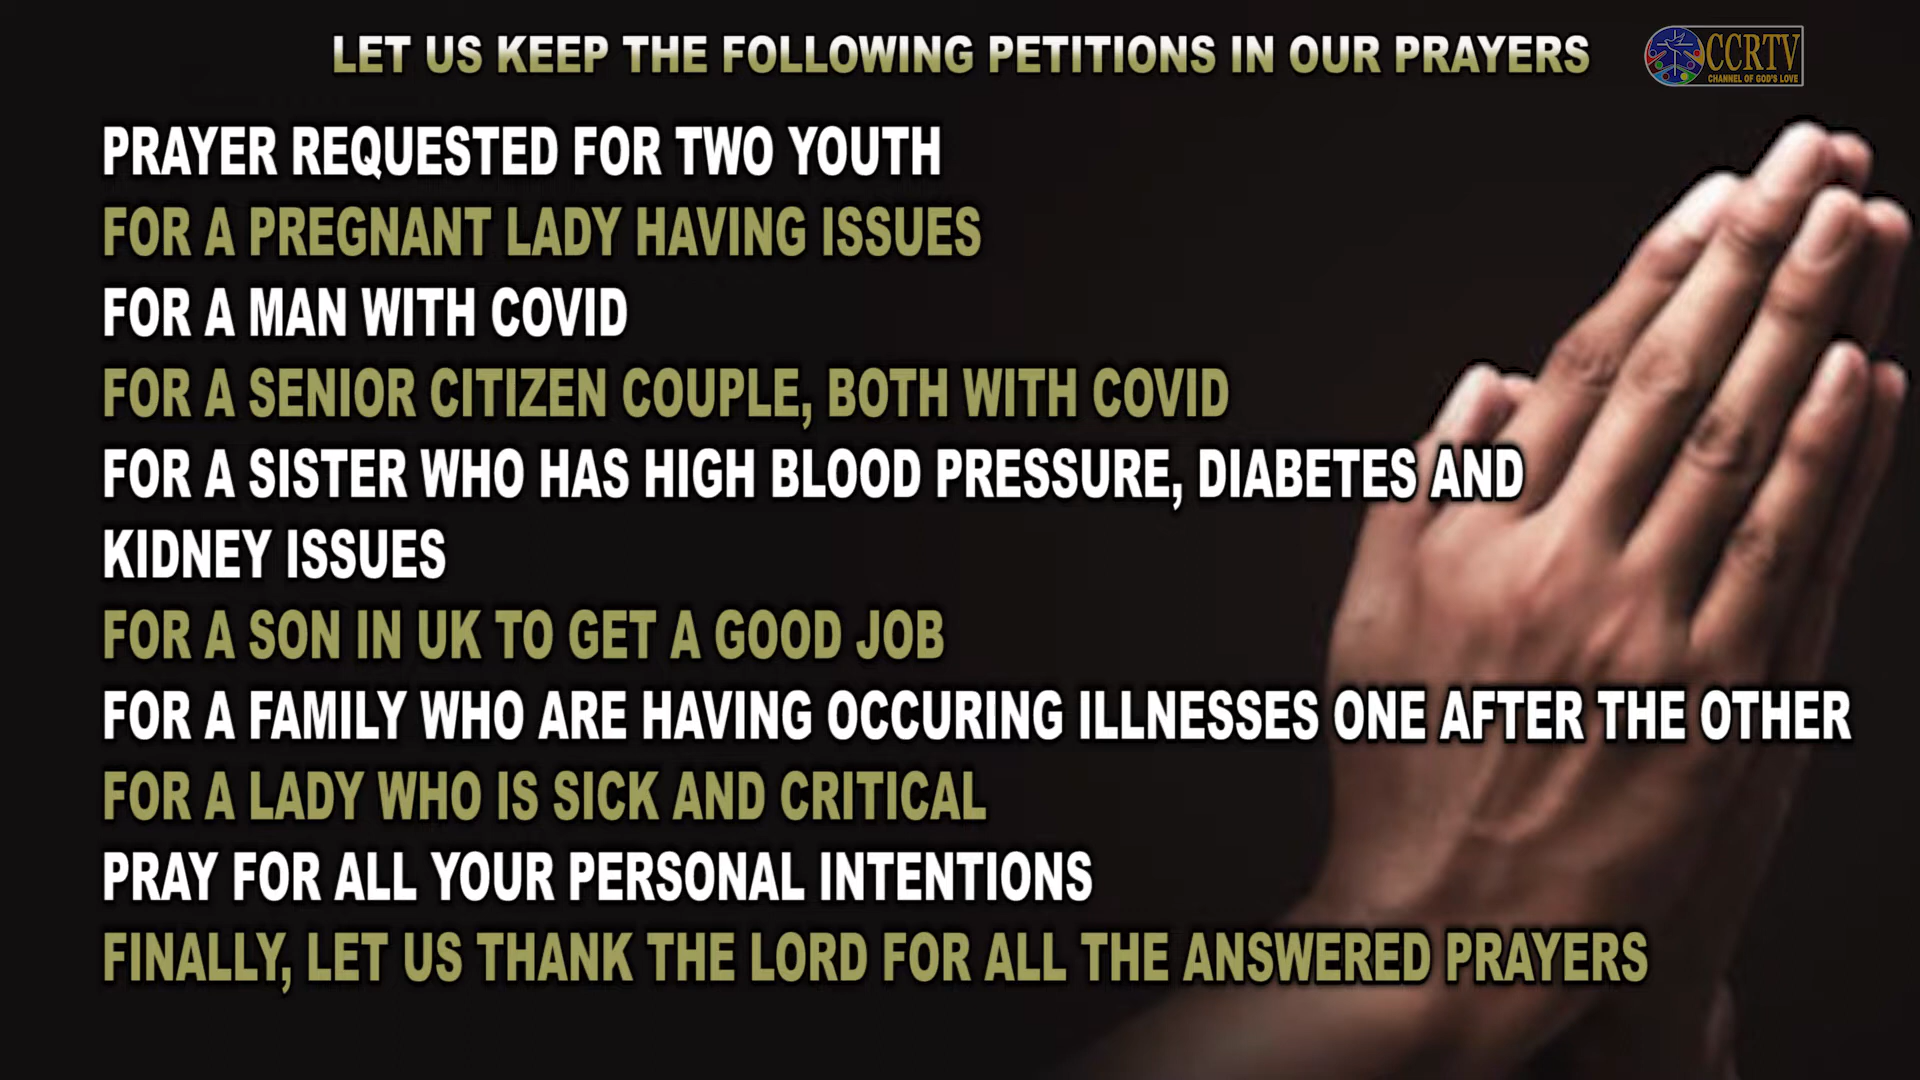 LET US KEEP THE FOLLOWING PETITIONS IN OUR PRAYERS
CCRTV
CHANNEL OF GOD'S LOVE
PRAYER REQUESTED FOR TWO YOUTH
FOR A PREGNANT LADY HAVING ISSUES
FOR A MAN WITH COVID
FOR A SENIOR CITIZEN COUPLE, BOTH WITH COVID
FOR A SISTER WHO HAS HIGH BLOOD PRESSURE, DIABETES AND
KIDNEY ISSUES
FOR A SON IN UK TO GET A GOOD JOB
FOR A FAMILY WHO ARE HAVING OCCURING ILLNESSES ONE AFTER THE OTHER
FOR A LADY WHO IS SICK AND CRITICAL
PRAY FOR ALL YOUR PERSONAL INTENTIONS
FINALLY, LET US THANK THE LORD FOR ALL THE ANSWERED PRAYERS